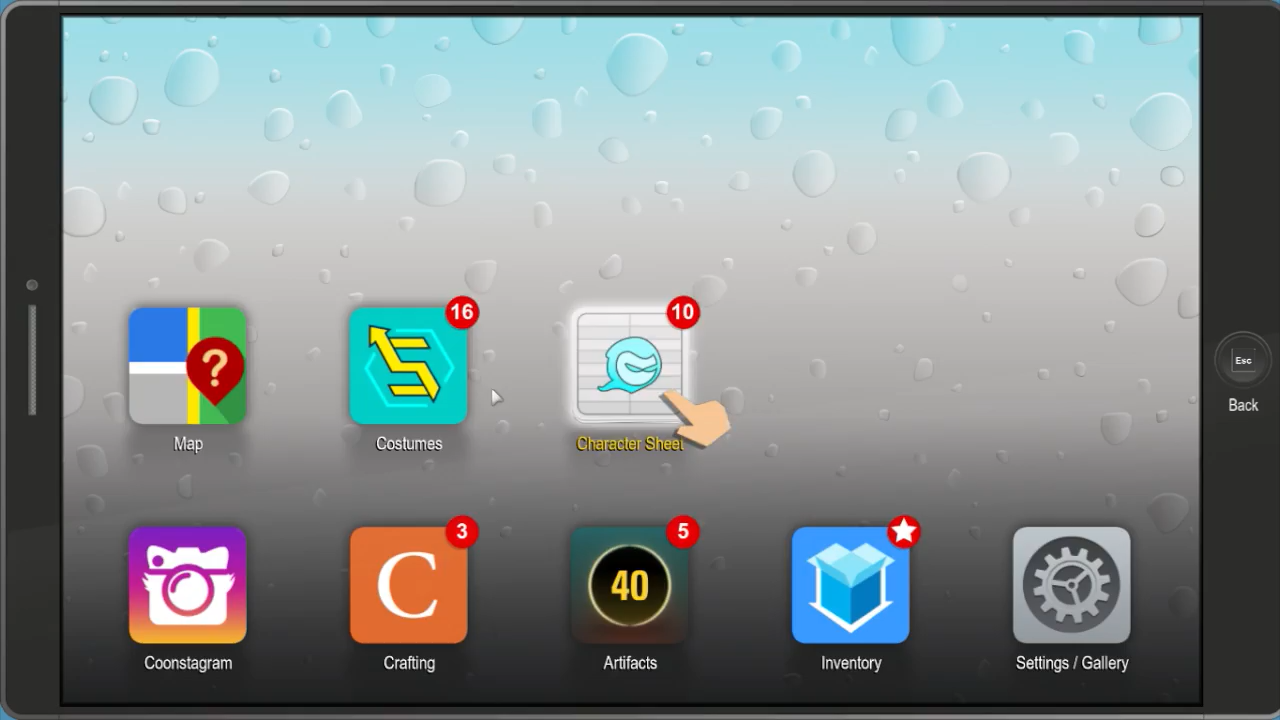 16
10
?
Esc
Back
Map
Costumes
Character Sheet
3
5
C
40
Coonstagram
Crafting
Artifacts
Inventory
Settings / Gallery